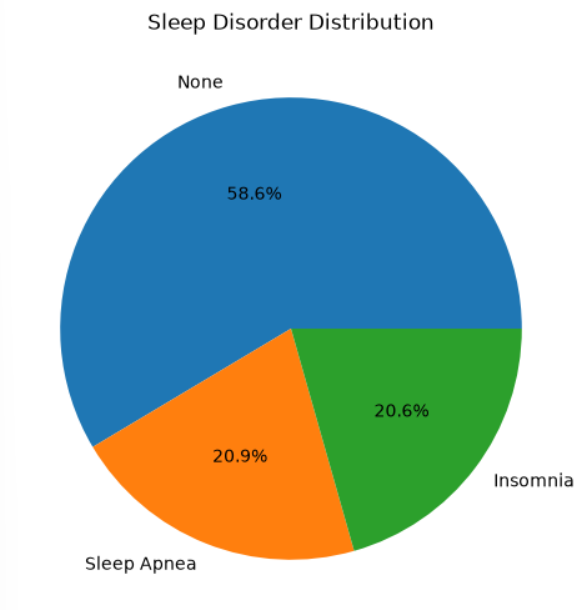 Sleep Disorder Distribution
None
58.6%
20.6%
20.9%
Insomnia
Sleep Apnea